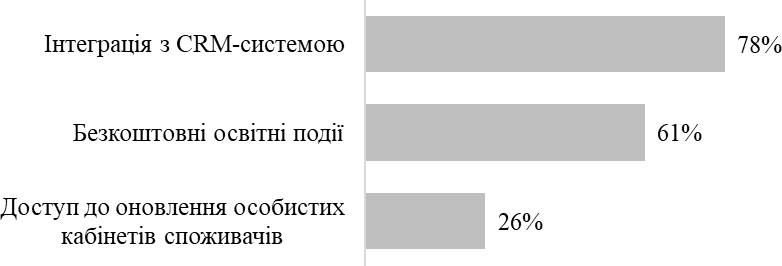 Інтеграція з CRM-системою
78%
Безкоштовні освітні події
61%
Доступ до оновлення особистих
кабінетів споживачів
26%